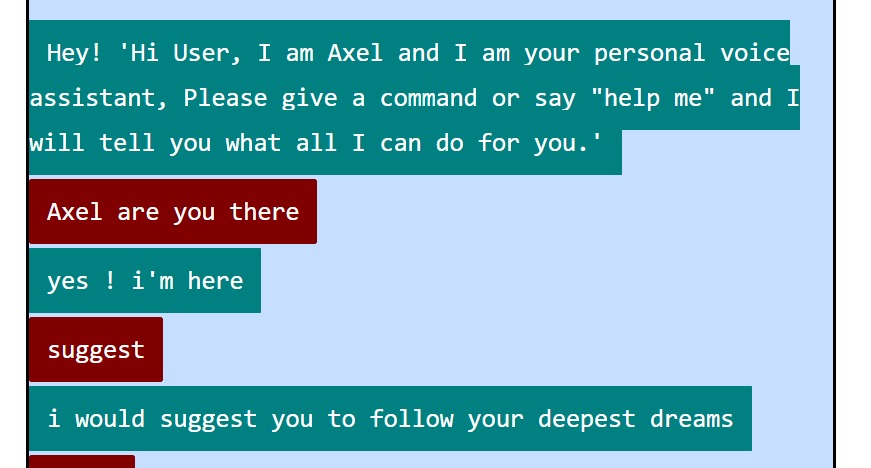 Hey! 'Hi User, I am Axel and I am your personal voice
assistant, Please give a command or say "help me" and I
will tell you what all I can do for you.'
Axel are you there
yes ! i'm here
suggest
i would suggest you to follow your deepest dreams